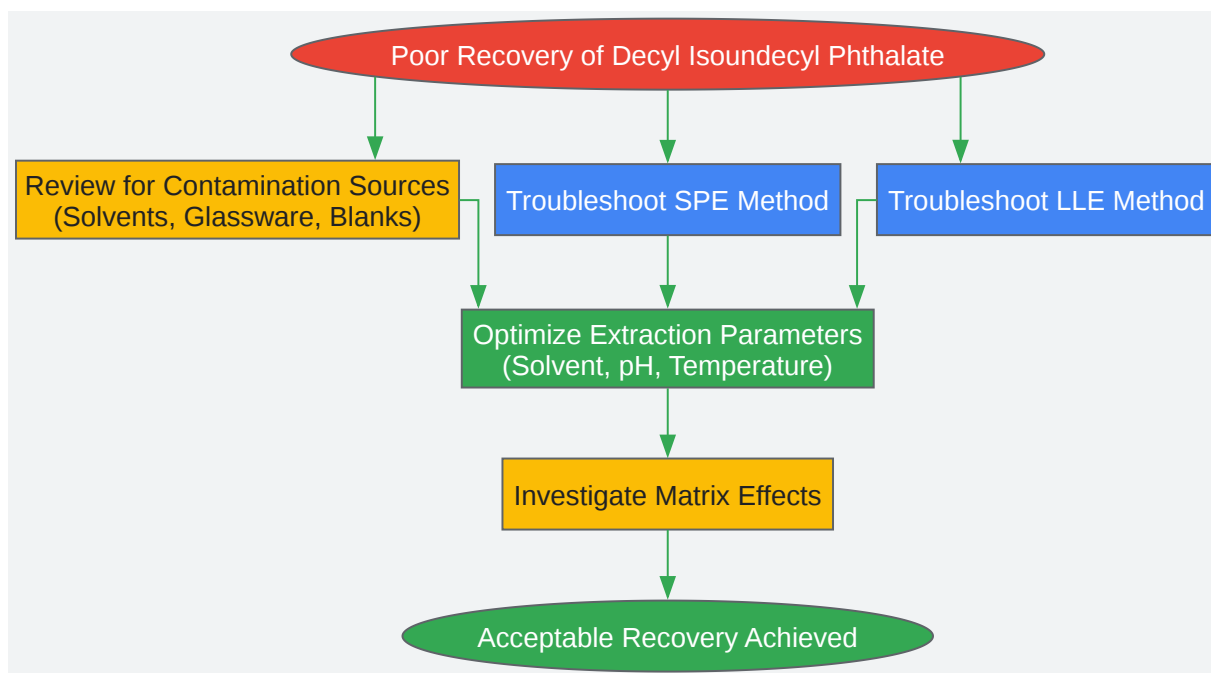 Poor Recovery of Decyl Isoundecyl Phthalate
Review for Contamination Sources
(Solvents, Glassware, Blanks)
Troubleshoot SPE Method
Troubleshoot LLE Method
Optimize Extraction Parameters
(Solvent, pH, Temperature)
Investigate Matrix Effects
Acceptable Recovery Achieved